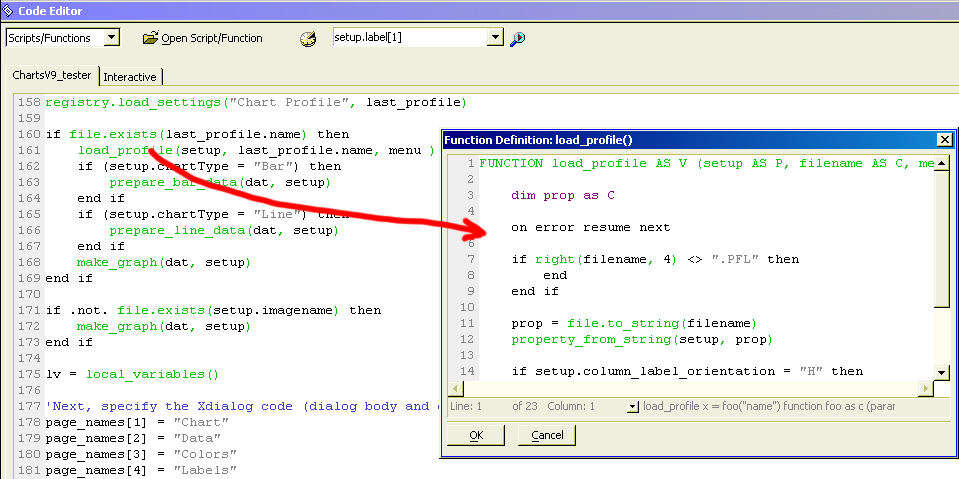 Code Editor
Scripts/Functions Open Script/Function setup.label[1]
ChartsV9_tester Interactive
158 registry.load_settings("Chart Profile", last_profile)
159
160 if file.exists(last_profile.name) then
161 load_profile(setup, last_profile.name, menu )
162 if (setup.chartType = "Bar") then
163 prepare_bar_data(dat, setup)
164 end if
165 if (setup.chartType = "Line") then
166 prepare_line_data(dat, setup)
167 end if
168 make_graph(dat, setup)
169 end if
170
171 if .not. file.exists(setup.imagename) then
172 make_graph(dat, setup)
173 end if
174
175 lv = local_variables()
176
177 'Next, specify the Xdialog code (dialog body and
178 page_names[1] = "Chart"
179 page_names[2] = "Data"
180 page_names[3] = "Colors"
181 page_names[4] = "Labels"
Function Definition: load_profile()
1 FUNCTION load_profile AS V (setup AS P, filename AS C, me
2
3 dim prop as C
4
on error resume next
6
7 if right(filename, 4) <> ".PFL" then
8 end
9 end if
10
11 prop = file.to_string(filename)
12 property_from_string(setup, prop)
13
14 if setup.column_label_orientation = "H" then
Line: 1 of 23 Column: 1 load_profile x = foo("name") function foo as c (parar
OK Cancel